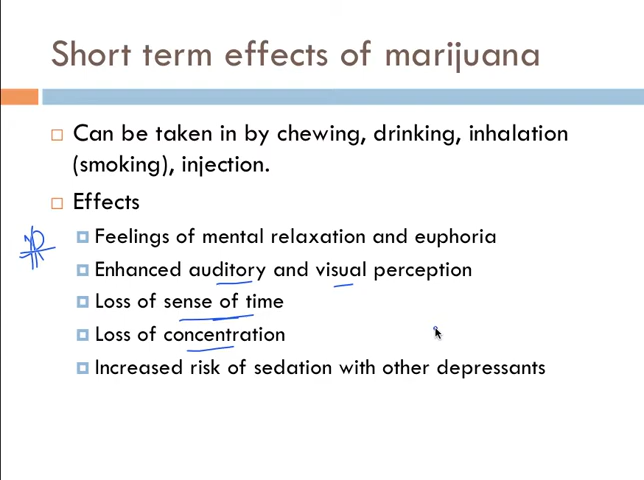 Short term effects of marijuana
Can be taken in by chewing, drinking, inhalation
(smoking), injection.
Effects
Feelings of mental relaxation and euphoria
Enhanced auditory and visual perception
Loss of sense of time
Loss of concentration
Increased risk of sedation with other depressants